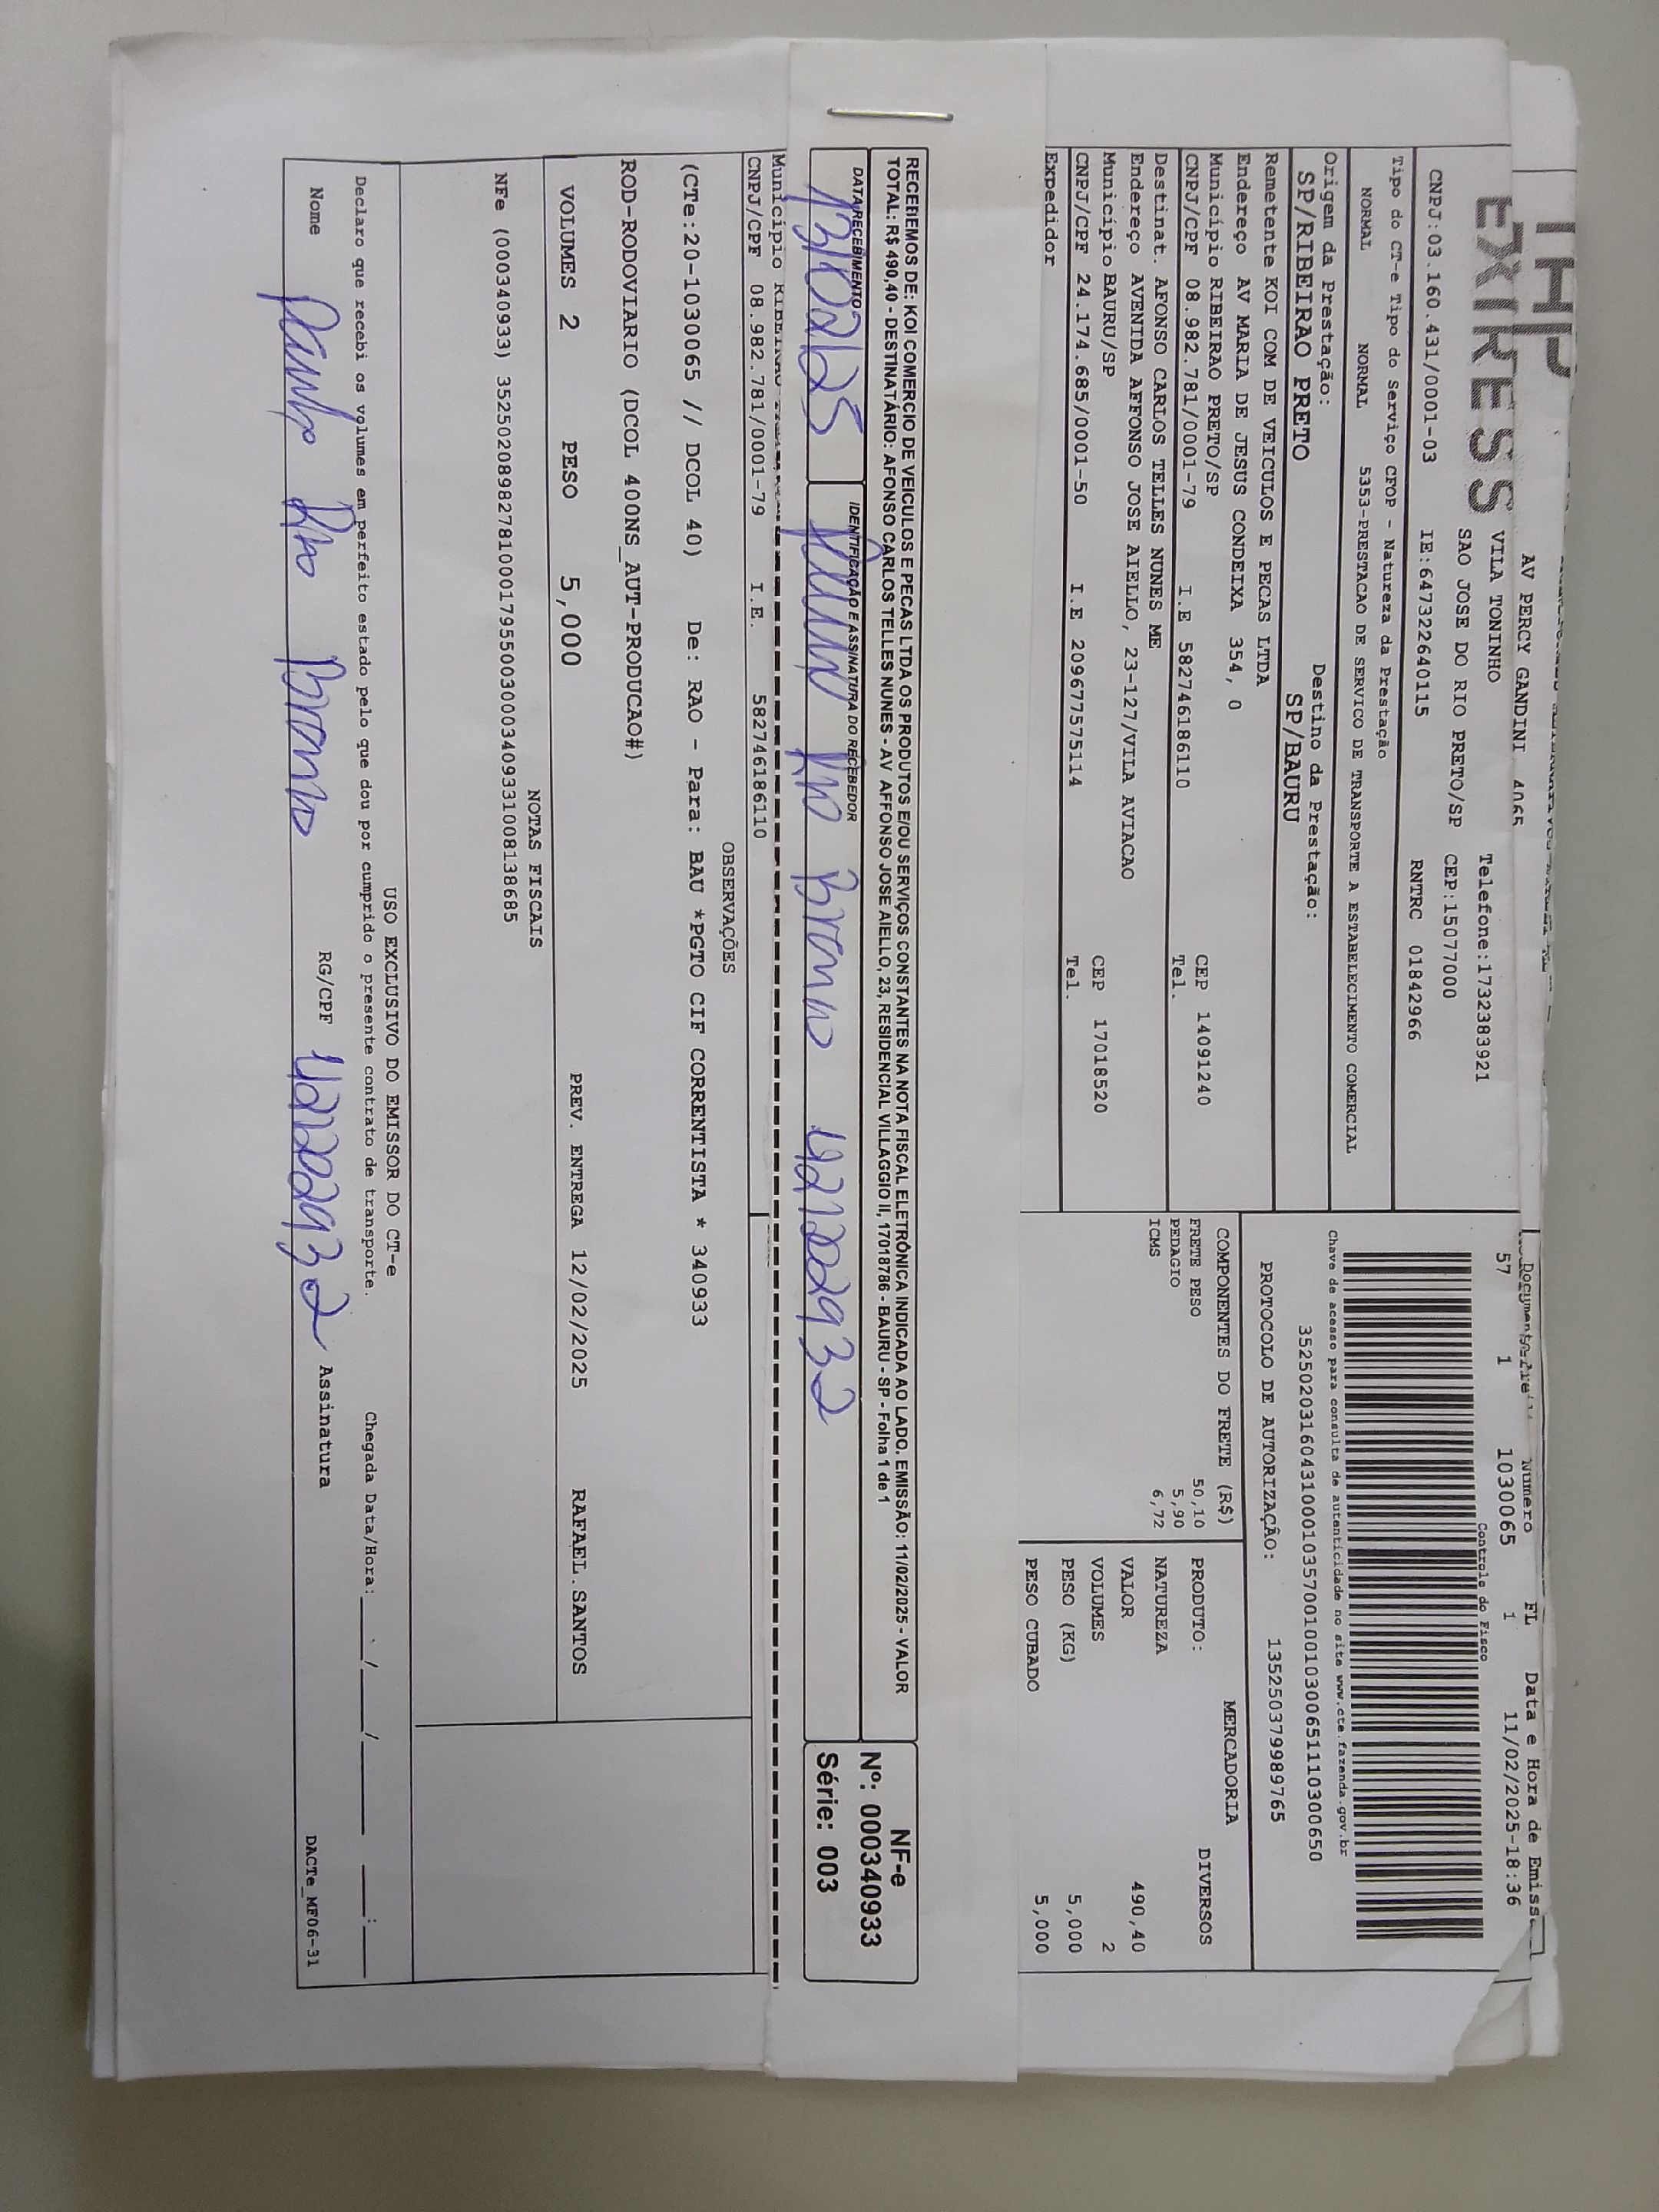 THP
EXPRESS
AV PERCY GANDINI 4065
VILA TONINHO
SAO JOSE DO RIO PRETO/SP
Telefone:1732383921
CEP:15077000
CNPJ:03.160.431/0001-03 IE:647322640115 RNTRC 01842966
Tipo do CT-e Tipo do Serviço CFOP - Natureza da Prestação
NORMAL NORMAL 5353-PRESTACAO DE SERVICO DE TRANSPORTE A ESTABELECIMENTO COMERCIAL
Origem da Prestação: Destino da Prestação:
SP/RIBEIRAO PRETO SP/BAURU
Remetente KOI COM DE VEICULOS E PECAS LTDA
Endereço AV MARIA DE JESUS CONDEIXA 354, 0
Município RIBEIRAO PRETO/SP CEP 14091240
CNPJ/CPF 08.982.781/0001-79 I.E 582746186110 Tel.
Destinat. AFONSO CARLOS TELLES NUNES ME
Endereço AVENIDA AFFONSO JOSE AIELLO, 23-127/VILA AVIACAO
Município BAURU/SP CEP 17018520
CNPJ/CPF 24.174.685/0001-50 I.E 209677575114 Tel.
Expedidor
Numero FL Data e Hora de Emiss
57 1 1030065 1 11/02/2025-18:36
Controle do Fisco
Chave de acesso para consulta de autenticidade no site www.cte.fazenda.gov.br
35250203160431000103570010010300651110300650
PROTOCOLO DE AUTORIZAÇÃO: 135250379989765
COMPONENTES DO FRETE (R$)
FRETE PESO 50,10
PEDAGIO 5,90
ICMS 6,72
MERCADORIA
PRODUTO: DIVERSOS
NATUREZA
VALOR 490,40
VOLUMES 2
PESO (KG) 5,000
PESO CUBADO 5,000
RECEBEMOS DE: KOI COMERCIO DE VEICULOS E PECAS LTDA OS PRODUTOS E/OU SERVIÇOS CONSTANTES NA NOTA FISCAL ELETRÔNICA INDICADA AO LADO. EMISSÃO: 11/02/2025 - VALOR
TOTAL: R$ 490,40 - DESTINATÁRIO: AFONSO CARLOS TELLES NUNES - AV AFFONSO JOSE AIELLO, 23, RESIDENCIAL VILLAGGIO II, 17018786 - BAURU - SP - Folha 1 de 1
DATA RECEBIMENTO IDENTIFICAÇÃO E ASSINATURA DO RECEBEDOR
NF-e
Nº: 000340933
Série: 003
Município
CNPJ/CPF 08.982.781/0001-79 I.E. 582746186110
OBSERVAÇÕES
(CTe:20-1030065 // DCOL 40) De: RAO - Para: BAU *PGTO CIF CORRENTISTA * 340933
ROD-RODOVIARIO (DCOL 400NS_AUT-PRODUCAO#)
VOLUMES 2 PESO 5,000 PREV. ENTREGA 12/02/2025 RAFAEL.SANTOS
NOTAS FISCAIS
NFe (000340933) 35250208982781000179550030003409331008138685
USO EXCLUSIVO DO EMISSOR DO CT-e
Declaro que recebi os volumes em perfeito estado pelo que dou por cumprido o presente contrato de transporte. Chegada Data/Hora: ___/___/_____ ___:___
Nome RG/CPF Assinatura
DACTe_MF06-31